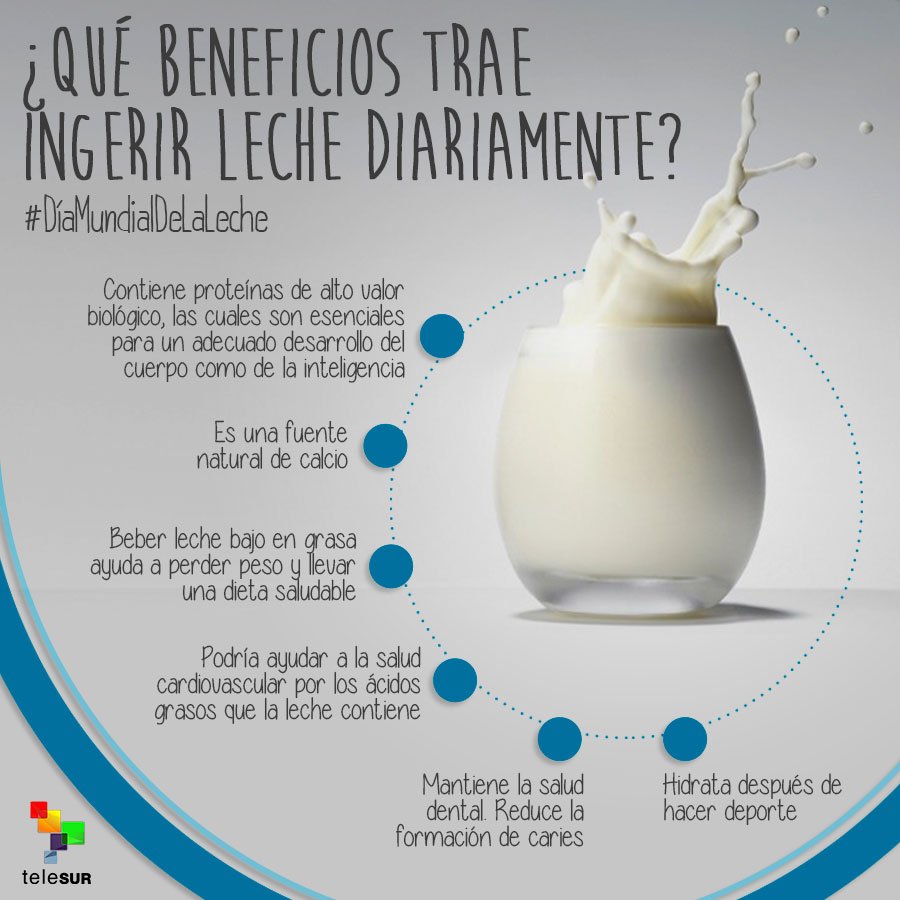 ¿QUÉ BENEFICIOS TRAE
INGERIR LECHE DIARIAMENTE?
#DíaMundialDeLaLeche
Contiene proteínas de alto valor
biológico, las cuales son esenciales
para un adecuado desarrollo del
cuerpo como de la inteligencia
Es una fuente
natural de calcio
Beber leche bajo en grasa
ayuda a perder peso y llevar
una dieta saludable
Podría ayudar a la salud
cardiovascular por los ácidos
grasos que la leche contiene
Mantiene la salud
dental. Reduce la
formación de caries
Hidrata después de
hacer deporte
teleSUR